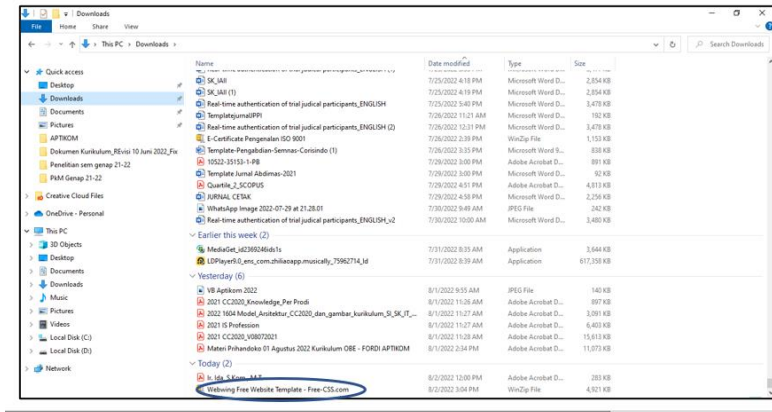 Downloads
File Home Share View
This PC > Downloads >
Search Downloads
Name Date modified Type Size
Quick access
Desktop
Downloads
Documents
Pictures
APTIKOM
Dokumen Kurikulum_REvisi 10 Juni 2022_Fix
Penelitian sem genap 21-22
PkM Genap 21-22
Creative Cloud Files
OneDrive - Personal
This PC
3D Objects
Desktop
Documents
Downloads
Music
Pictures
Videos
Local Disk (C:)
Local Disk (D:)
Network
SK_IAII 7/25/2022 4:18 PM Microsoft Word D... 2,854 KB
SK_IAII (1) 7/25/2022 4:19 PM Microsoft Word D... 2,854 KB
Real-time authentication of trial judical participants_ENGLISH 7/25/2022 5:40 PM Microsoft Word D... 3,478 KB
TemplatejurnalJPPI 7/26/2022 11:21 AM Microsoft Word D... 192 KB
Real-time authentication of trial judical participants_ENGLISH (2) 7/26/2022 12:31 PM Microsoft Word D... 3,478 KB
E-Certificate Pengenalan ISO 9001 7/26/2022 2:39 PM WinZip File 1,153 KB
Template-Pengabdian-Semnas-Corisindo (1) 7/26/2022 3:35 PM Microsoft Word 9... 838 KB
10522-35153-1-PB 7/29/2022 3:00 PM Adobe Acrobat D... 891 KB
Template Jurnal Abdimas-2021 7/29/2022 3:00 PM Microsoft Word D... 92 KB
Quartile_2_SCOPUS 7/29/2022 4:51 PM Adobe Acrobat D... 4,813 KB
JURNAL CETAK 7/29/2022 4:58 PM Microsoft Word D... 2,256 KB
WhatsApp Image 2022-07-29 at 21.28.01 7/30/2022 9:49 AM JPEG File 242 KB
Real-time authentication of trial judical participants_ENGLISH_v2 7/30/2022 10:00 AM Microsoft Word D... 3,480 KB
Earlier this week (2)
MediaGet_id2369246ids1s 7/31/2022 8:35 AM Application 3,644 KB
LDPlayer9.0_ens_com.zhiliaoapp.musically_75962714_ld 7/31/2022 8:39 AM Application 617,358 KB
Yesterday (6)
VB Aptikom 2022 8/1/2022 9:55 AM JPEG File 140 KB
2021 CC2020_Knowledge_Per Prodi 8/1/2022 11:26 AM Adobe Acrobat D... 897 KB
2022 1604 Model_Arsitektur_CC2020_dan_gambar_kurikulum_SI_SK_IT_... 8/1/2022 11:27 AM Adobe Acrobat D... 3,091 KB
2021 IS Profession 8/1/2022 11:27 AM Adobe Acrobat D... 6,403 KB
2021 CC2020_V08072021 8/1/2022 11:28 AM Adobe Acrobat D... 15,613 KB
Materi Prihandoko 01 Agustus 2022 Kurikulum OBE - FORDI APTIKOM 8/1/2022 2:34 PM Adobe Acrobat D... 11,073 KB
Today (2)
Ir. Ida, S.Kom., M.T 8/2/2022 12:00 PM Adobe Acrobat D... 283 KB
Webwing Free Website Template - Free-CSS.com 8/2/2022 3:04 PM WinZip File 4,921 KB